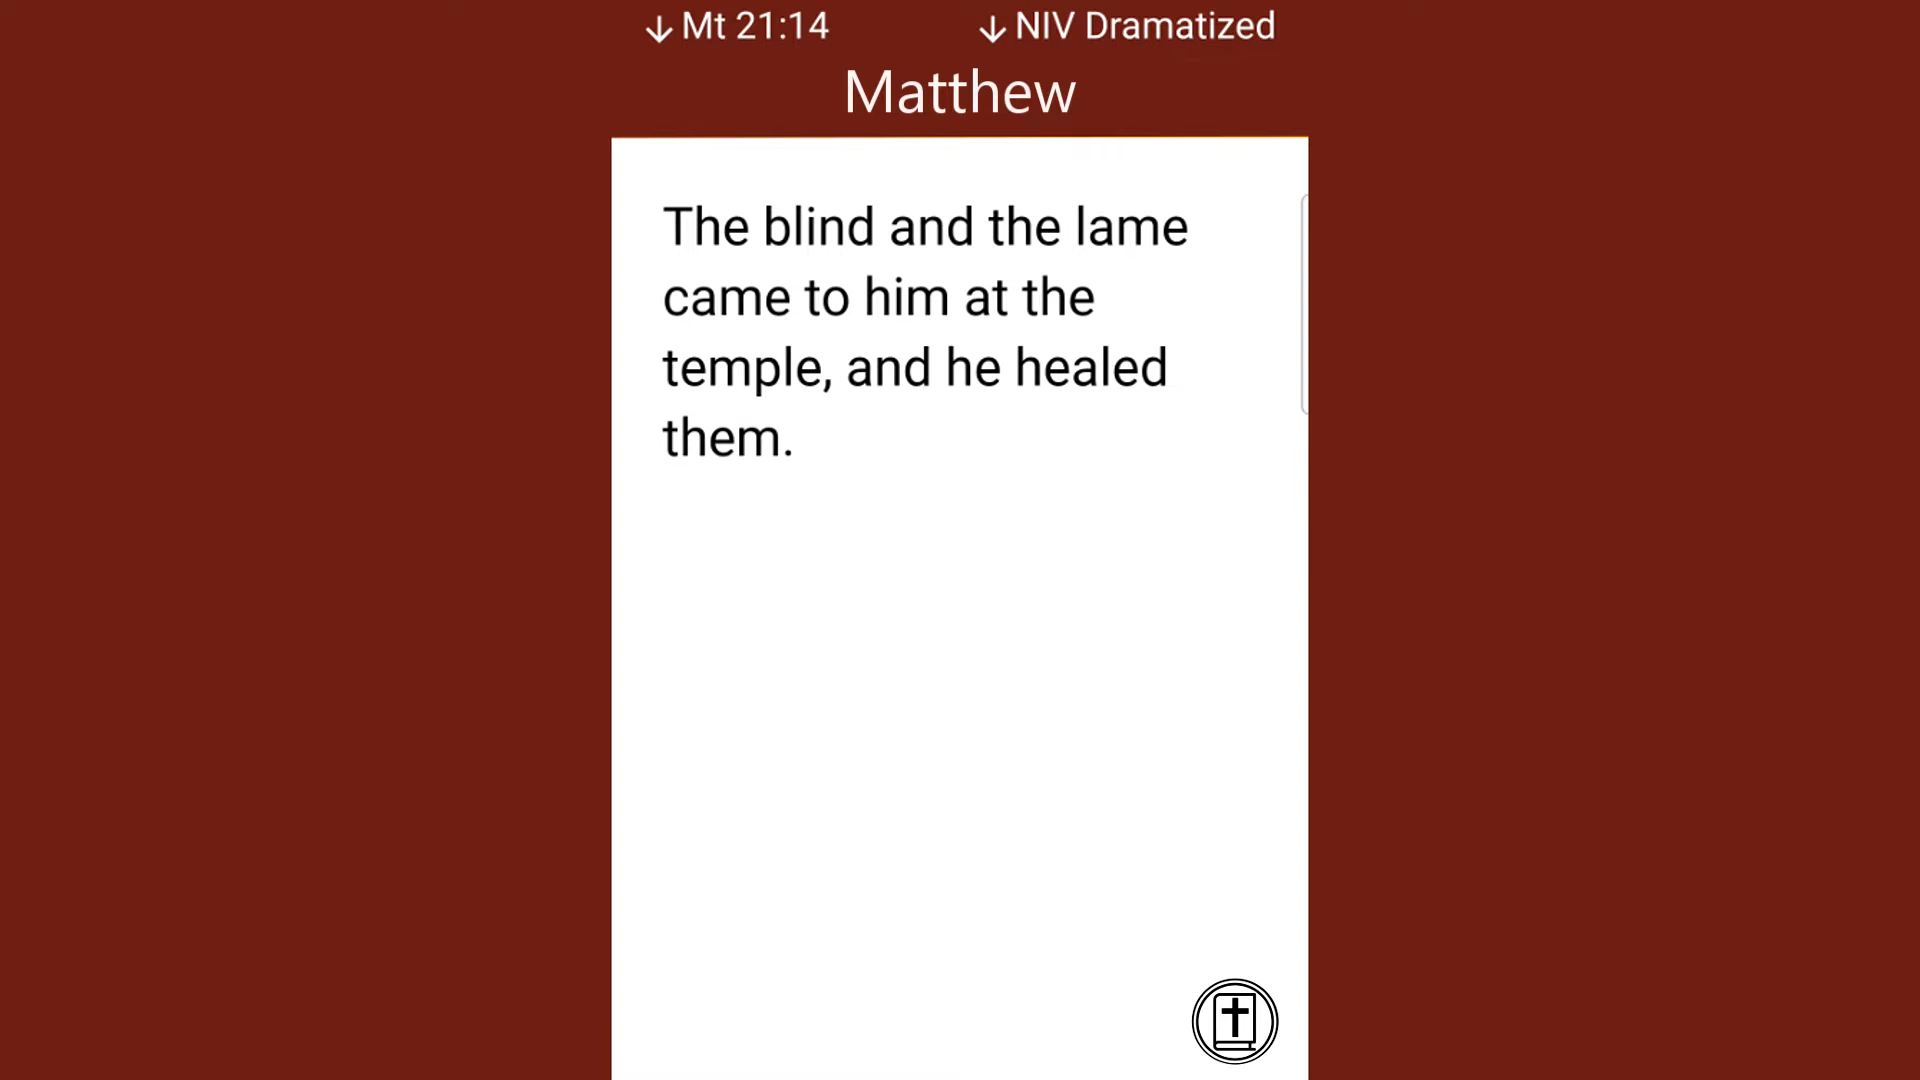 ↓ Mt 21:14 ↓ NIV Dramatized
Matthew
The blind and the lame
came to him at the
temple, and he healed
them.